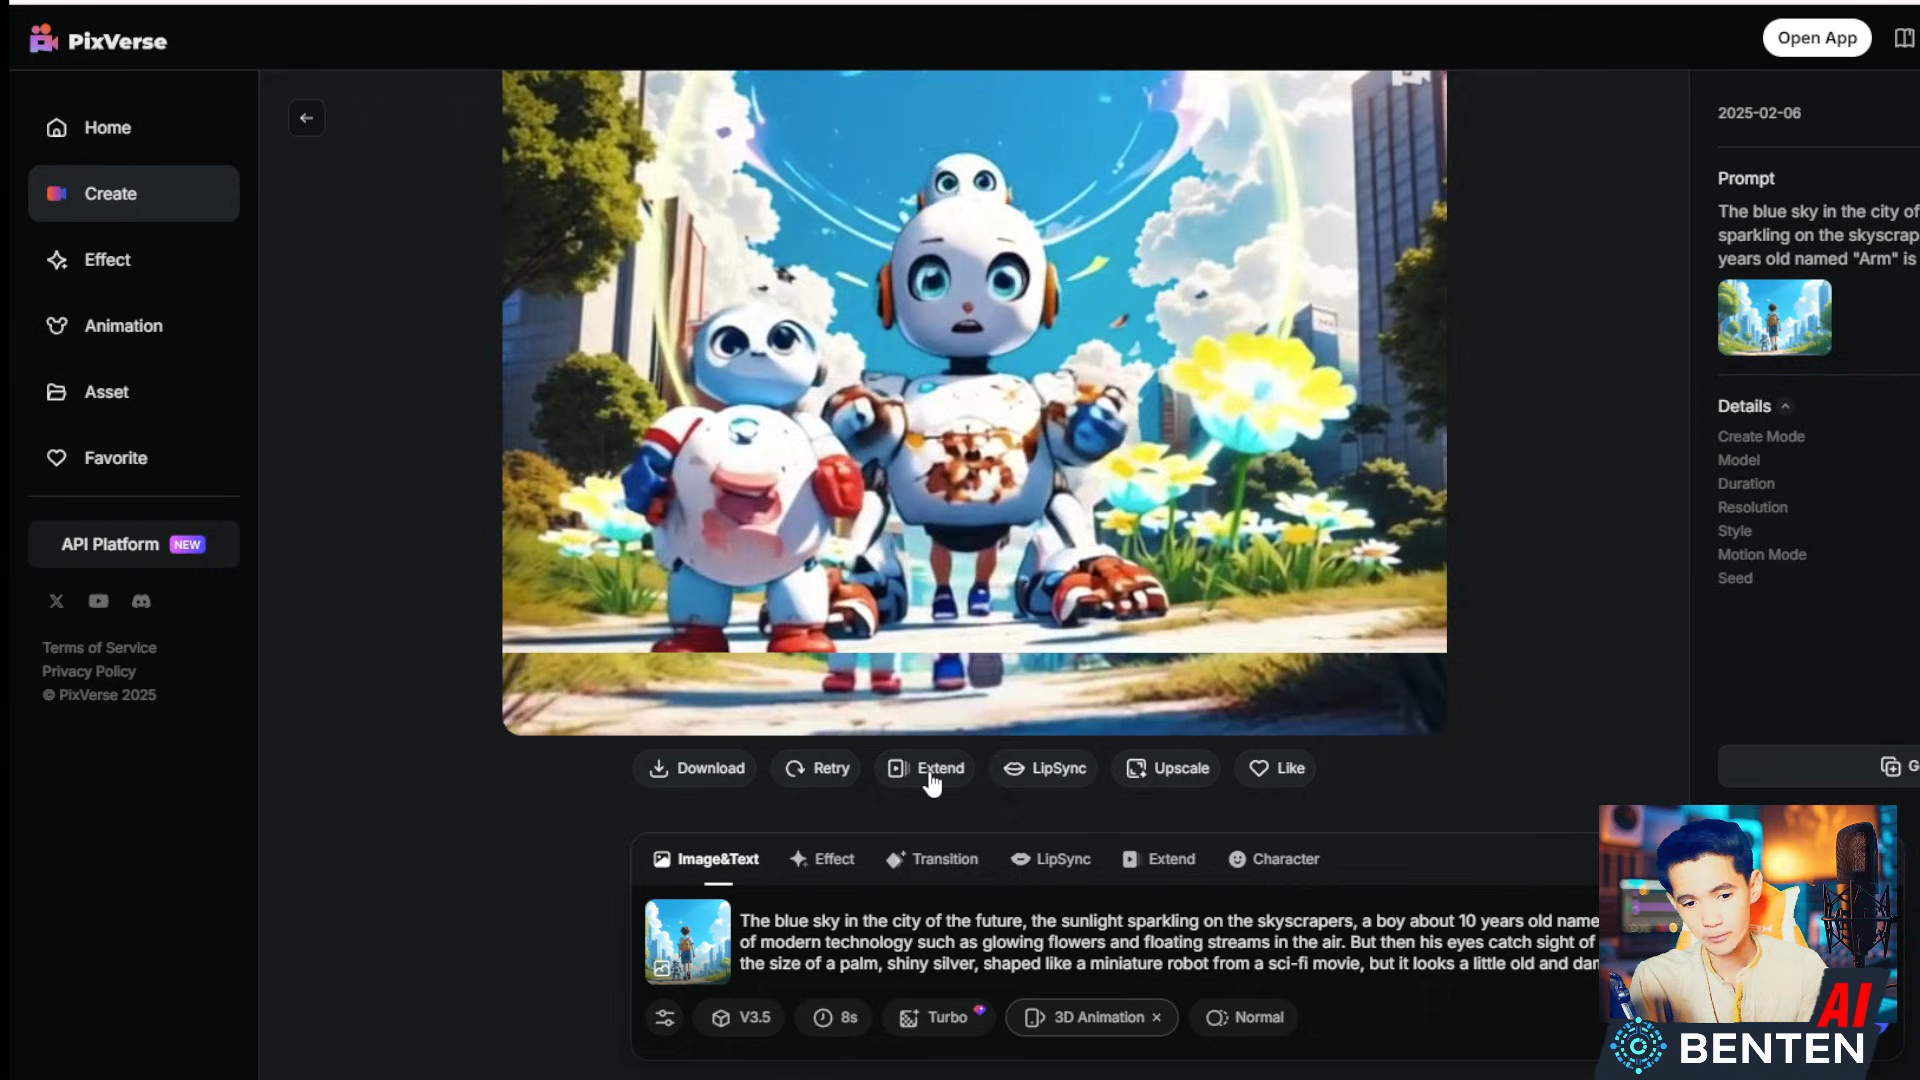 PixVerse
Open App
Home
Create
Effect
Animation
Asset
Favorite
API Platform NEW
Terms of Service
Privacy Policy
© PixVerse 2025
2025-02-06
Prompt
The blue sky in the city of
sparkling on the skyscrap
years old named "Arm" is
Details
Create Mode
Model
Duration
Resolution
Style
Motion Mode
Seed
Download Retry Extend LipSync Upscale Like
G
Image&Text Effect Transition LipSync Extend Character
The blue sky in the city of the future, the sunlight sparkling on the skyscrapers, a boy about 10 years old name
of modern technology such as glowing flowers and floating streams in the air. But then his eyes catch sight of
the size of a palm, shiny silver, shaped like a miniature robot from a sci-fi movie, but it looks a little old and dar
V3.5 8s Turbo 3D Animation × Normal
AI
BENTEN